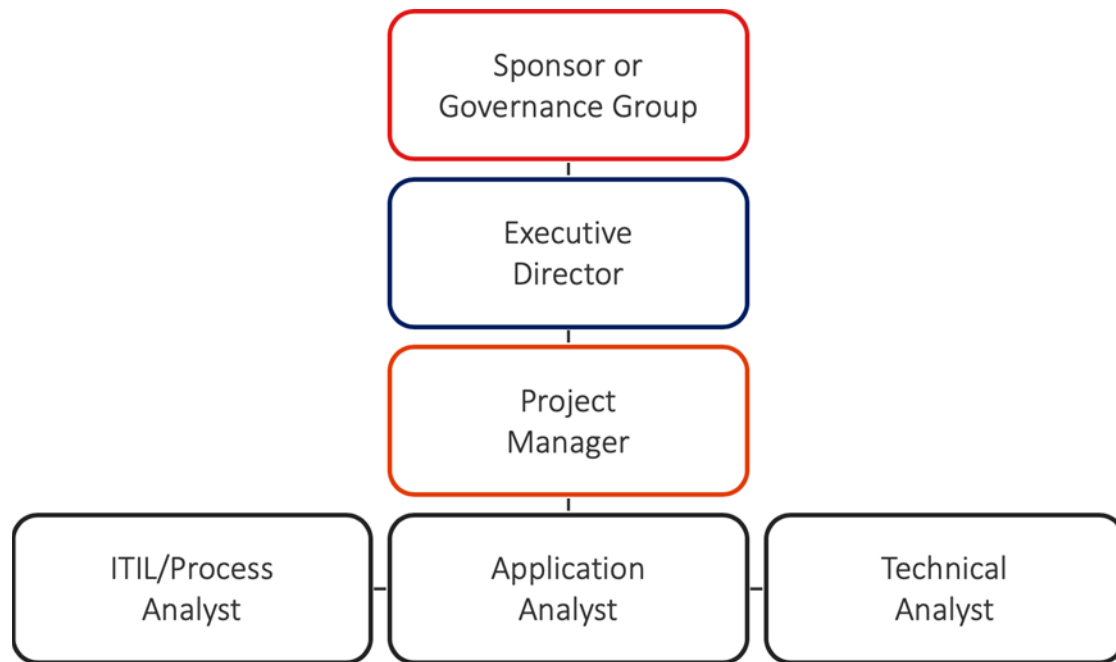 Sponsor or
Governance Group
Executive
Director
Project
Manager
ITIL/Process
Analyst
Application
Analyst
Technical
Analyst